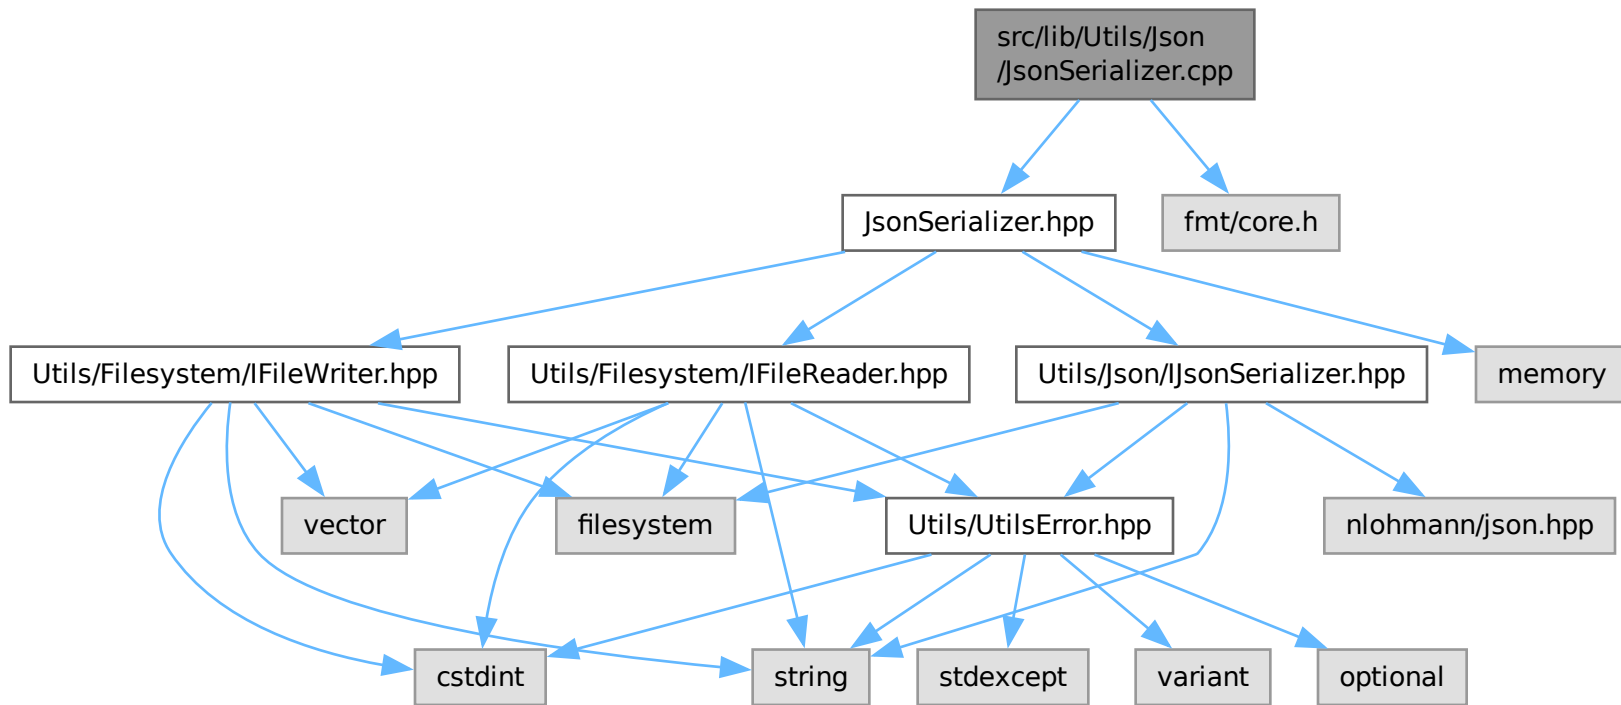 src/lib/Utils/Json
/JsonSerializer.cpp
JsonSerializer.hpp
fmt/core.h
Utils/Filesystem/IFileWriter.hpp
Utils/Filesystem/IFileReader.hpp
Utils/Json/IJsonSerializer.hpp
memory
vector
filesystem
Utils/UtilsError.hpp
nlohmann/json.hpp
cstdint
string
stdexcept
variant
optional